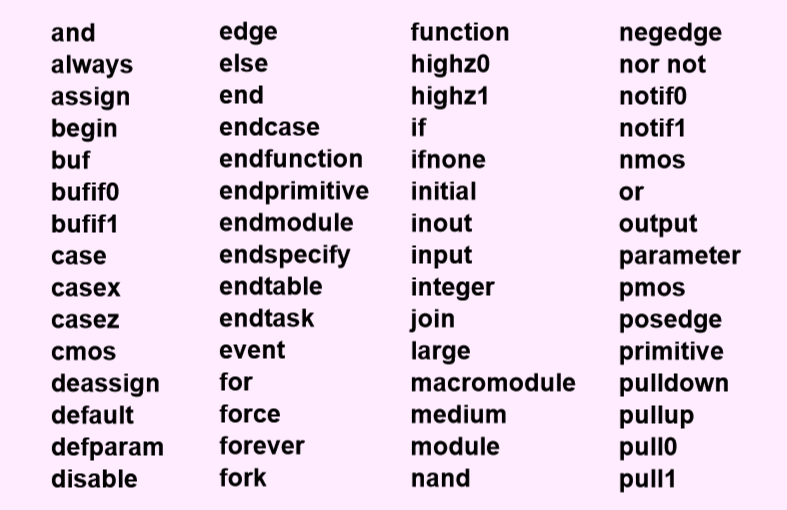 and
always
assign
begin
buf
bufif0
bufif1
case
casex
casez
cmos
deassign
default
defparam
disable
edge
else
end
endcase
endfunction
endprimitive
endmodule
endspecify
endtable
endtask
event
for
force
forever
fork
function
highz0
highz1
if
ifnone
initial
inout
input
integer
join
large
macromodule
medium
module
nand
negedge
nor not
notif0
notif1
nmos
or
output
parameter
pmos
posedge
primitive
pulldown
pullup
pull0
pull1